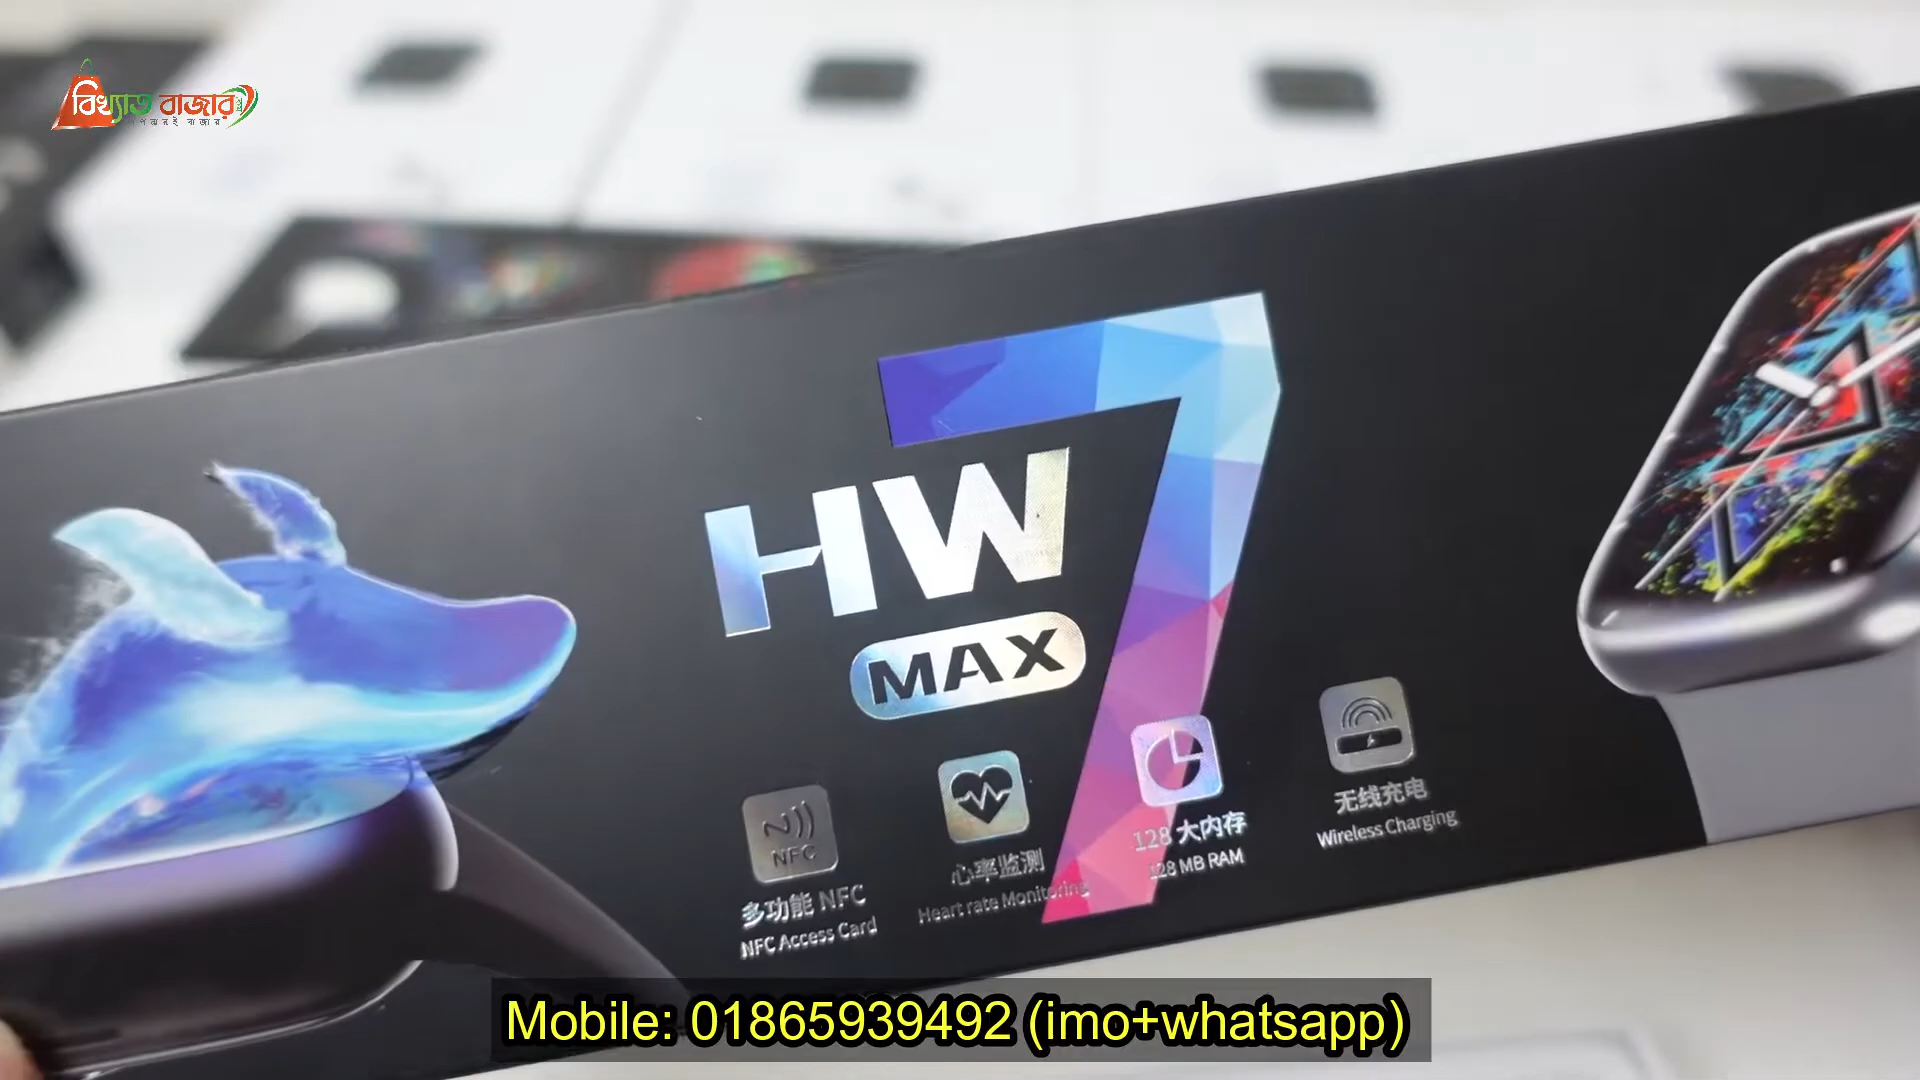 বিখ্যাত বাজার
HW 7
MAX
NFC
多功能 NFC
NFC Access Card
心率监测
Heart rate Monitoring
128 大内存
128 MB RAM
无线充电
Wireless Charging
Mobile: 01865939492 (imo+whatsapp)